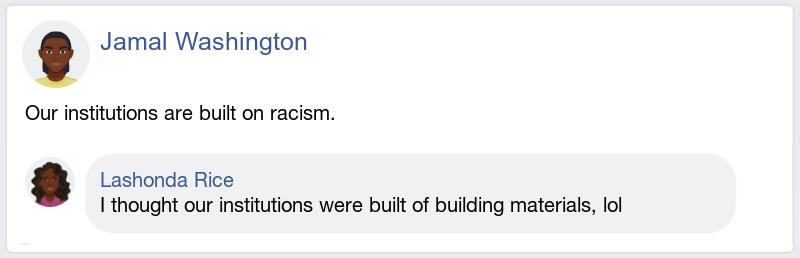 Jamal Washington
Our institutions are built on racism.
Lashonda Rice
I thought our institutions were built of building materials, lol